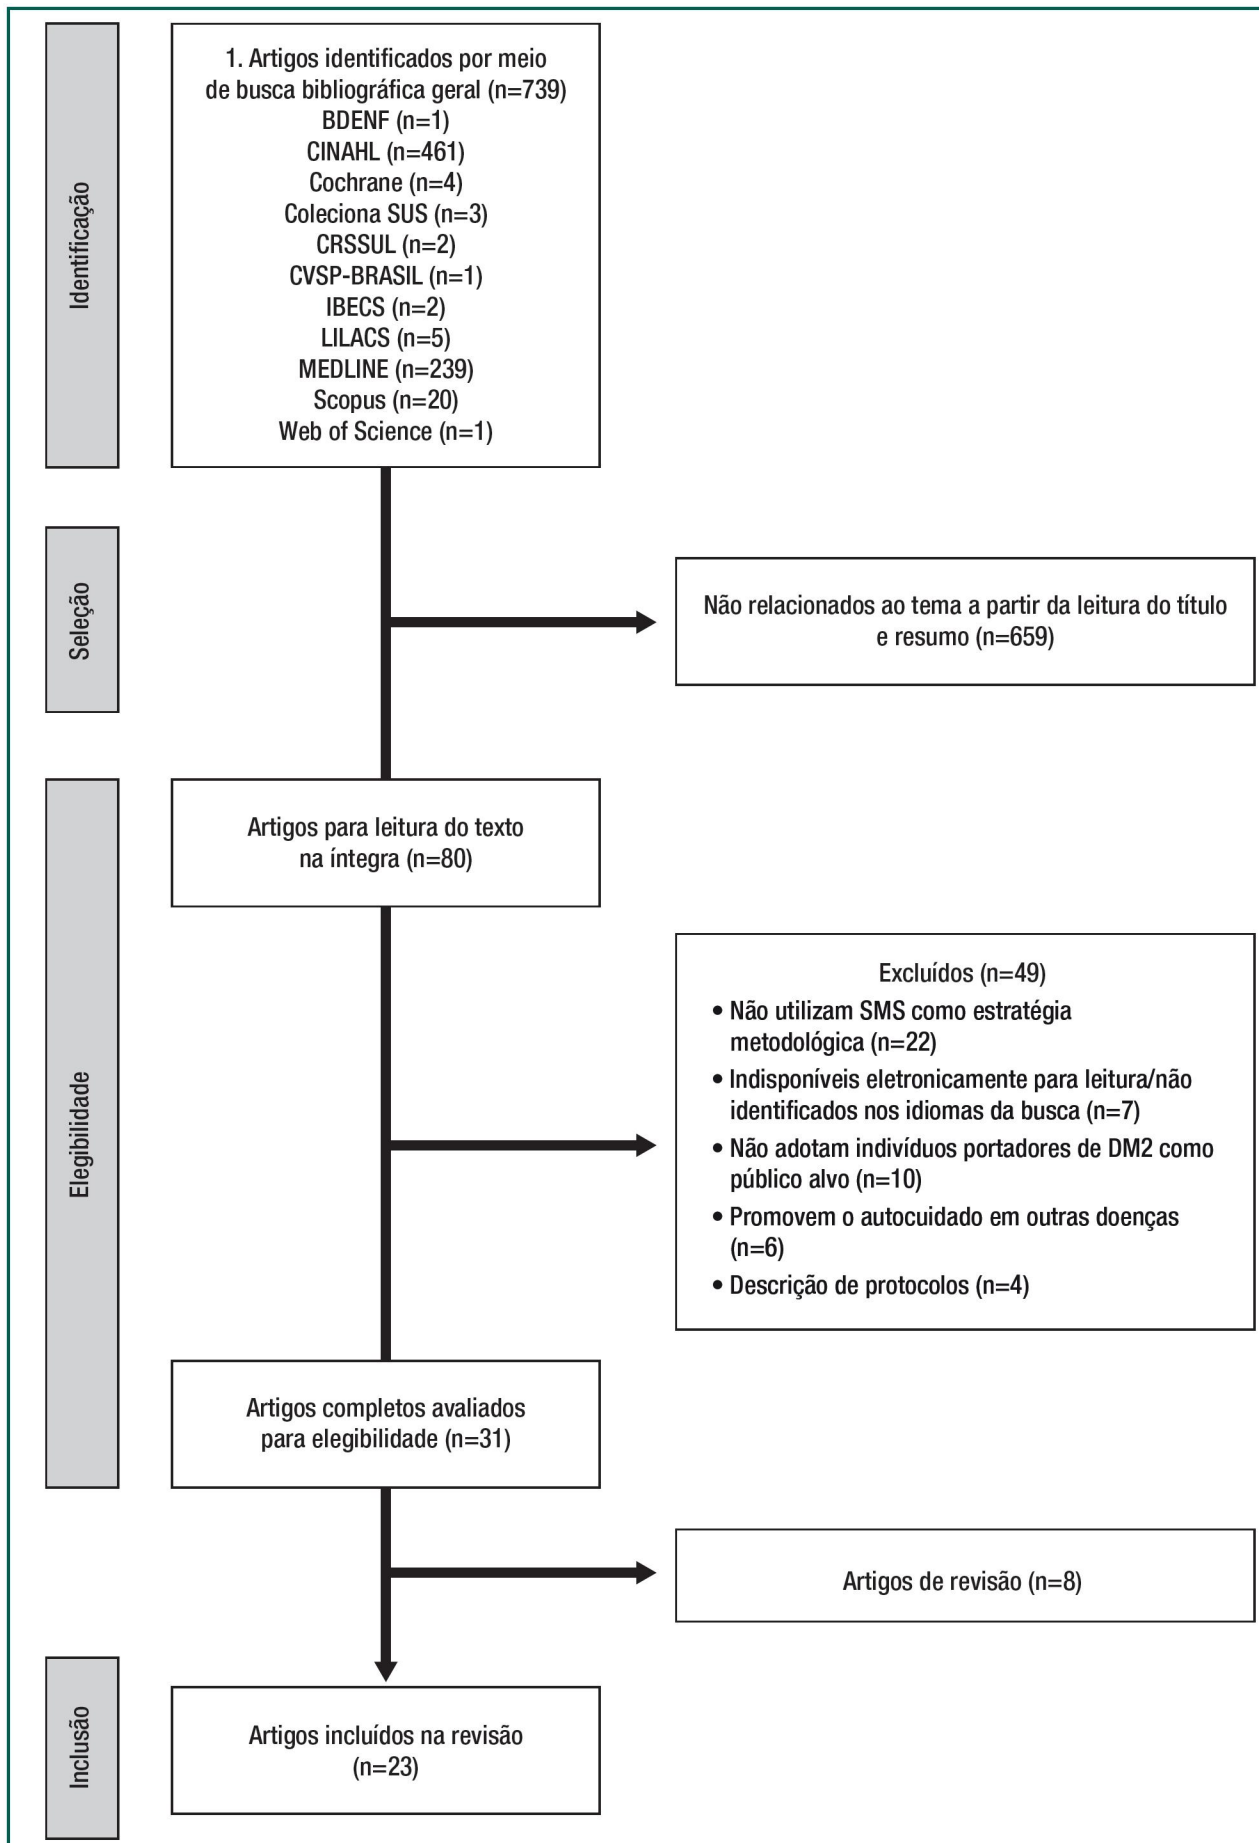 Identificação
1. Artigos identificados por meio
de busca bibliográfica geral (n=739)
BDENF (n=1)
CINAHL (n=461)
Cochrane (n=4)
Coleciona SUS (n=3)
CRSSUL (n=2)
CVSP-BRASIL (n=1)
IBECS (n=2)
LILACS (n=5)
MEDLINE (n=239)
Scopus (n=20)
Web of Science (n=1)
Seleção
Não relacionados ao tema a partir da leitura do título
e resumo (n=659)
Elegibilidade
Artigos para leitura do texto
na íntegra (n=80)
Excluídos (n=49)
• Não utilizam SMS como estratégia
metodológica (n=22)
• Indisponíveis eletronicamente para leitura/não
identificados nos idiomas da busca (n=7)
• Não adotam indivíduos portadores de DM2 como
público alvo (n=10)
• Promovem o autocuidado em outras doenças
(n=6)
• Descrição de protocolos (n=4)
Artigos completos avaliados
para elegibilidade (n=31)
Artigos de revisão (n=8)
Inclusão
Artigos incluídos na revisão
(n=23)